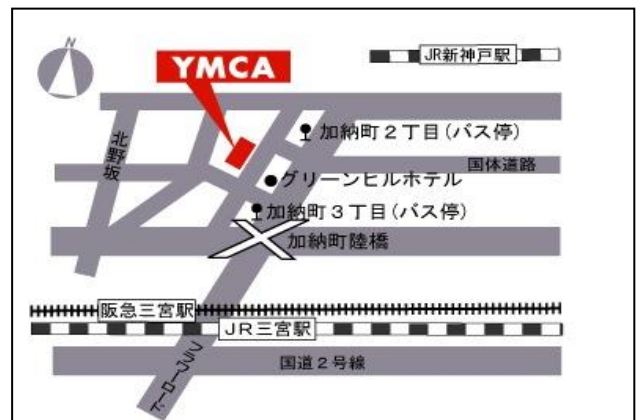 N
JR新神戸駅
YMCA
加納町2丁目(バス停)
北野坂
国体道路
グリーンヒルホテル
加納町3丁目(バス停)
加納町陸橋
阪急三宮駅
JR三宮駅
フラワーロード
国道2号線